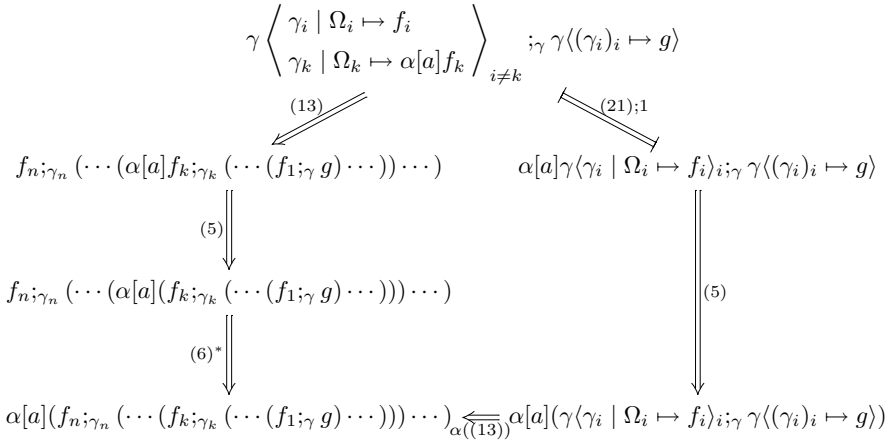 γ⟨ γ_i | Ω_i ↦ f_i
γ_k | Ω_k ↦ α[a]f_k ⟩_{i≠k} ;_γ γ⟨(γ_i)_i ↦ g⟩
(13) (21);1
f_n;_{γ_n} (⋯(α[a]f_k;_{γ_k} (⋯(f_1;_γ g)⋯))⋯) α[a]γ⟨γ_i | Ω_i ↦ f_i⟩_i;_γ γ⟨(γ_i)_i ↦ g⟩
(5)
f_n;_{γ_n} (⋯(α[a](f_k;_{γ_k} (⋯(f_1;_γ g)⋯)))⋯)
(5)
(6)*
α[a](f_n;_{γ_n} (⋯(f_k;_{γ_k} (⋯(f_1;_γ g)⋯)))⋯) α((13)) α[a](γ⟨γ_i | Ω_i ↦ f_i⟩_i;_γ γ⟨(γ_i)_i ↦ g⟩)